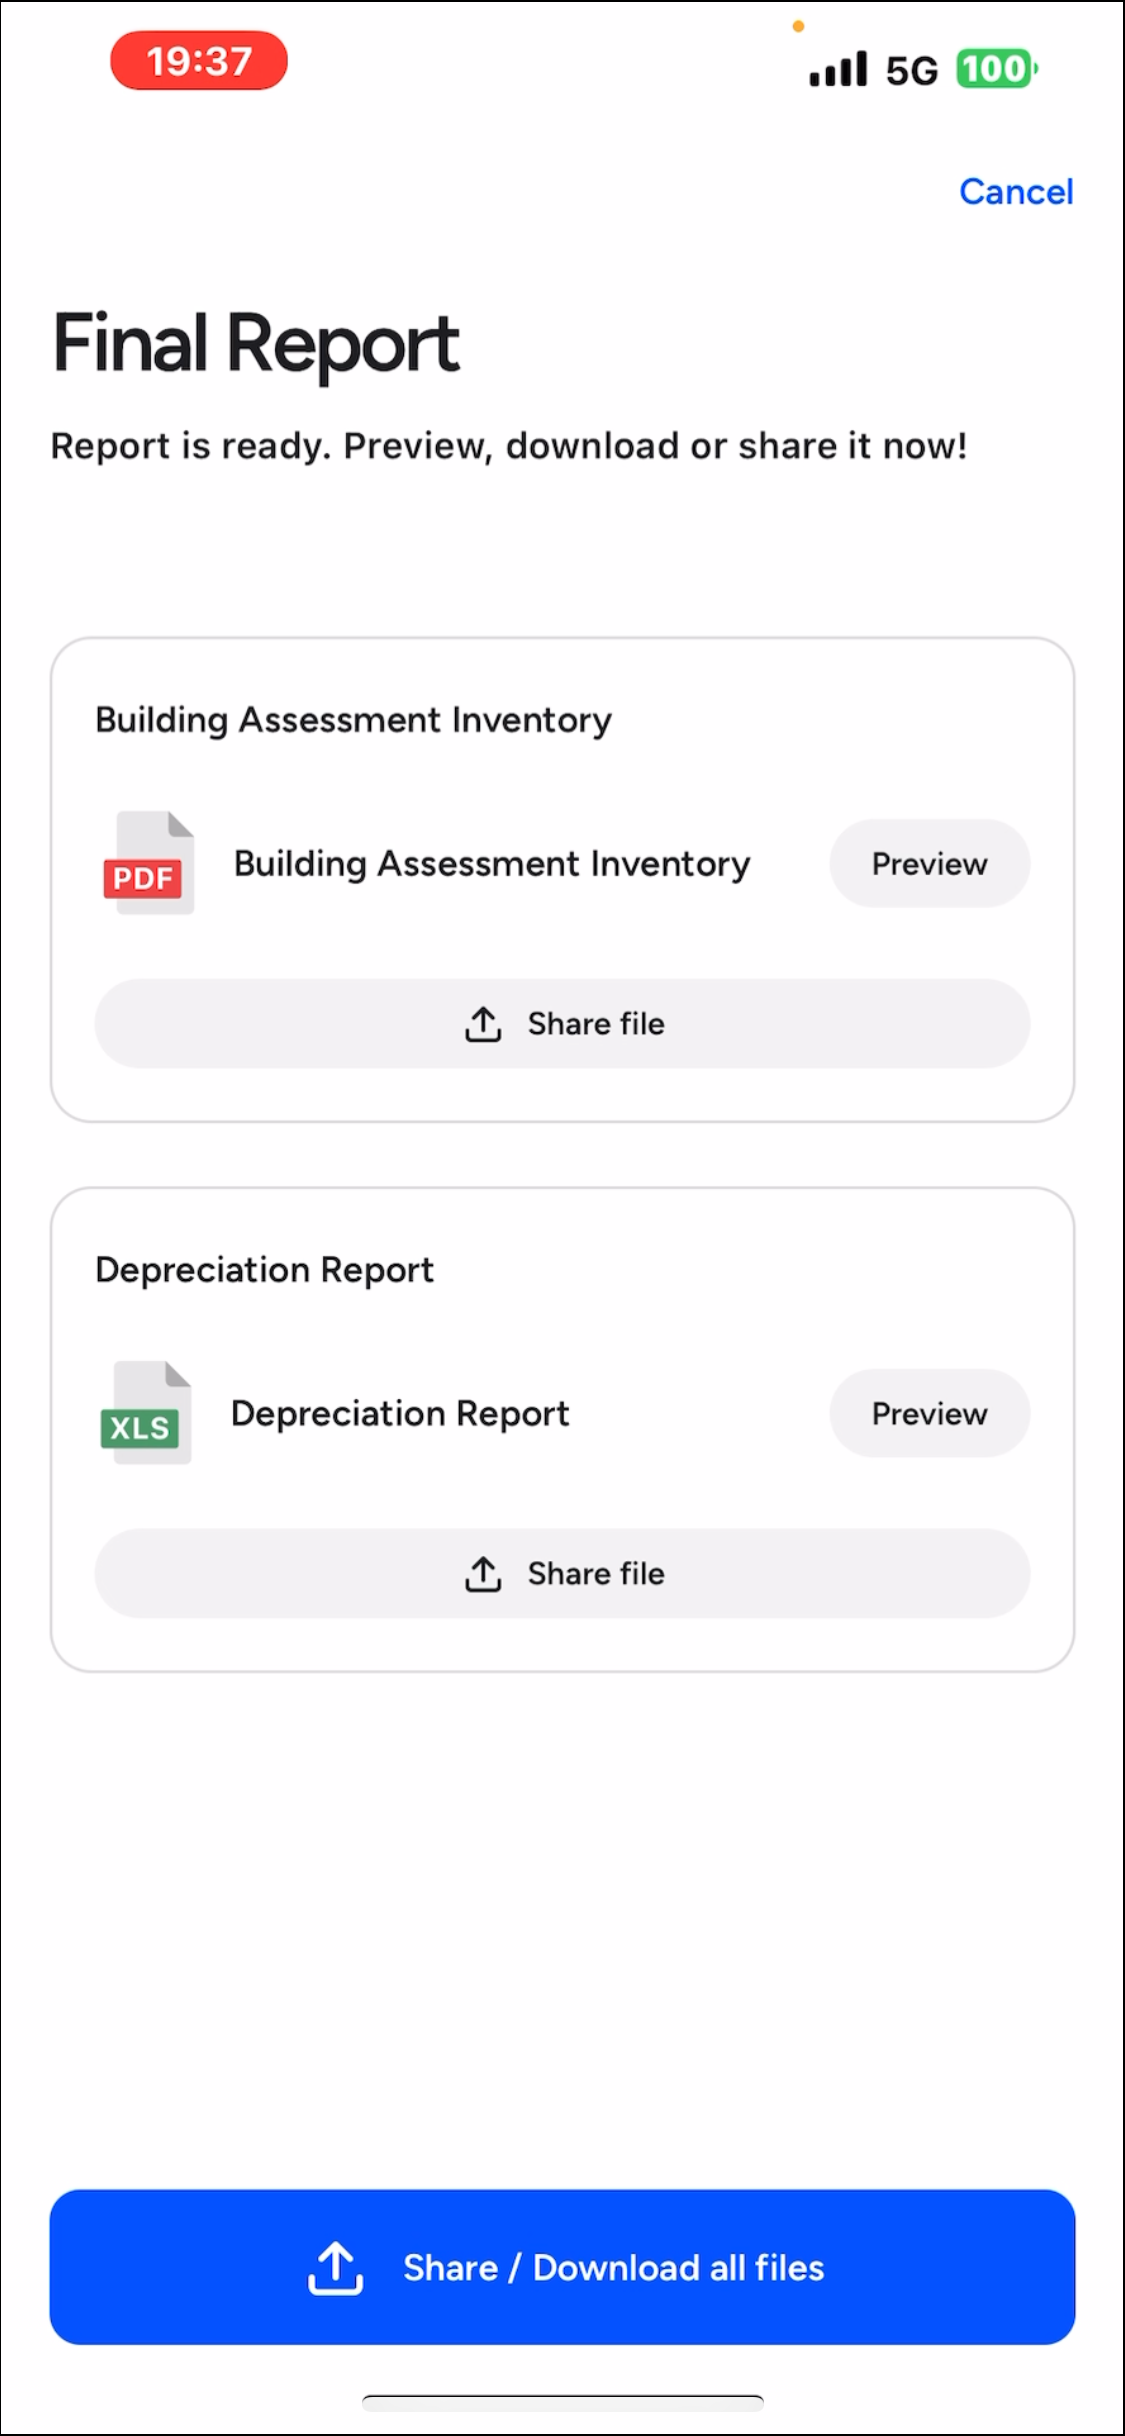 19:37
5G 100
Cancel
Final Report
Report is ready. Preview, download or share it now!
Building Assessment Inventory
PDF Building Assessment Inventory Preview
Share file
Depreciation Report
XLS Depreciation Report Preview
Share file
Share / Download all files